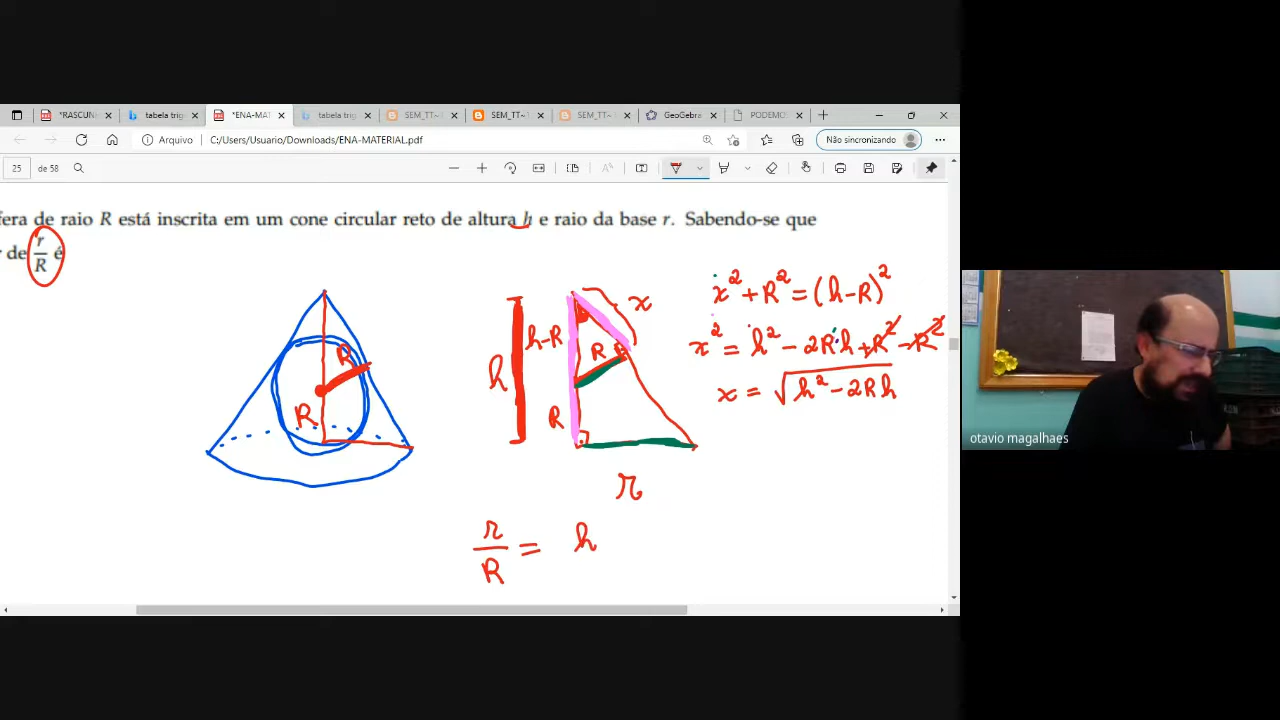 *RASCUN
tabela trig
*ENA-MAT
tabela trig
SEM_TT~
SEM_TT~1
SEM_TT~
GeoGebra
PODEMO
Arquivo C:/Users/Usuario/Downloads/ENA-MATERIAL.pdf
Não sincronizando
25 de 58
fera de raio R está inscrita em um cone circular reto de altura h e raio da base r. Sabendo-se que
r de r/R é
R
R
h
h-R
R
R
x
r
x² + R² = (h-R)²
x² = h² - 2Rh + R² - R²
x = √h² - 2Rh
r/R = h
otavio magalhaes